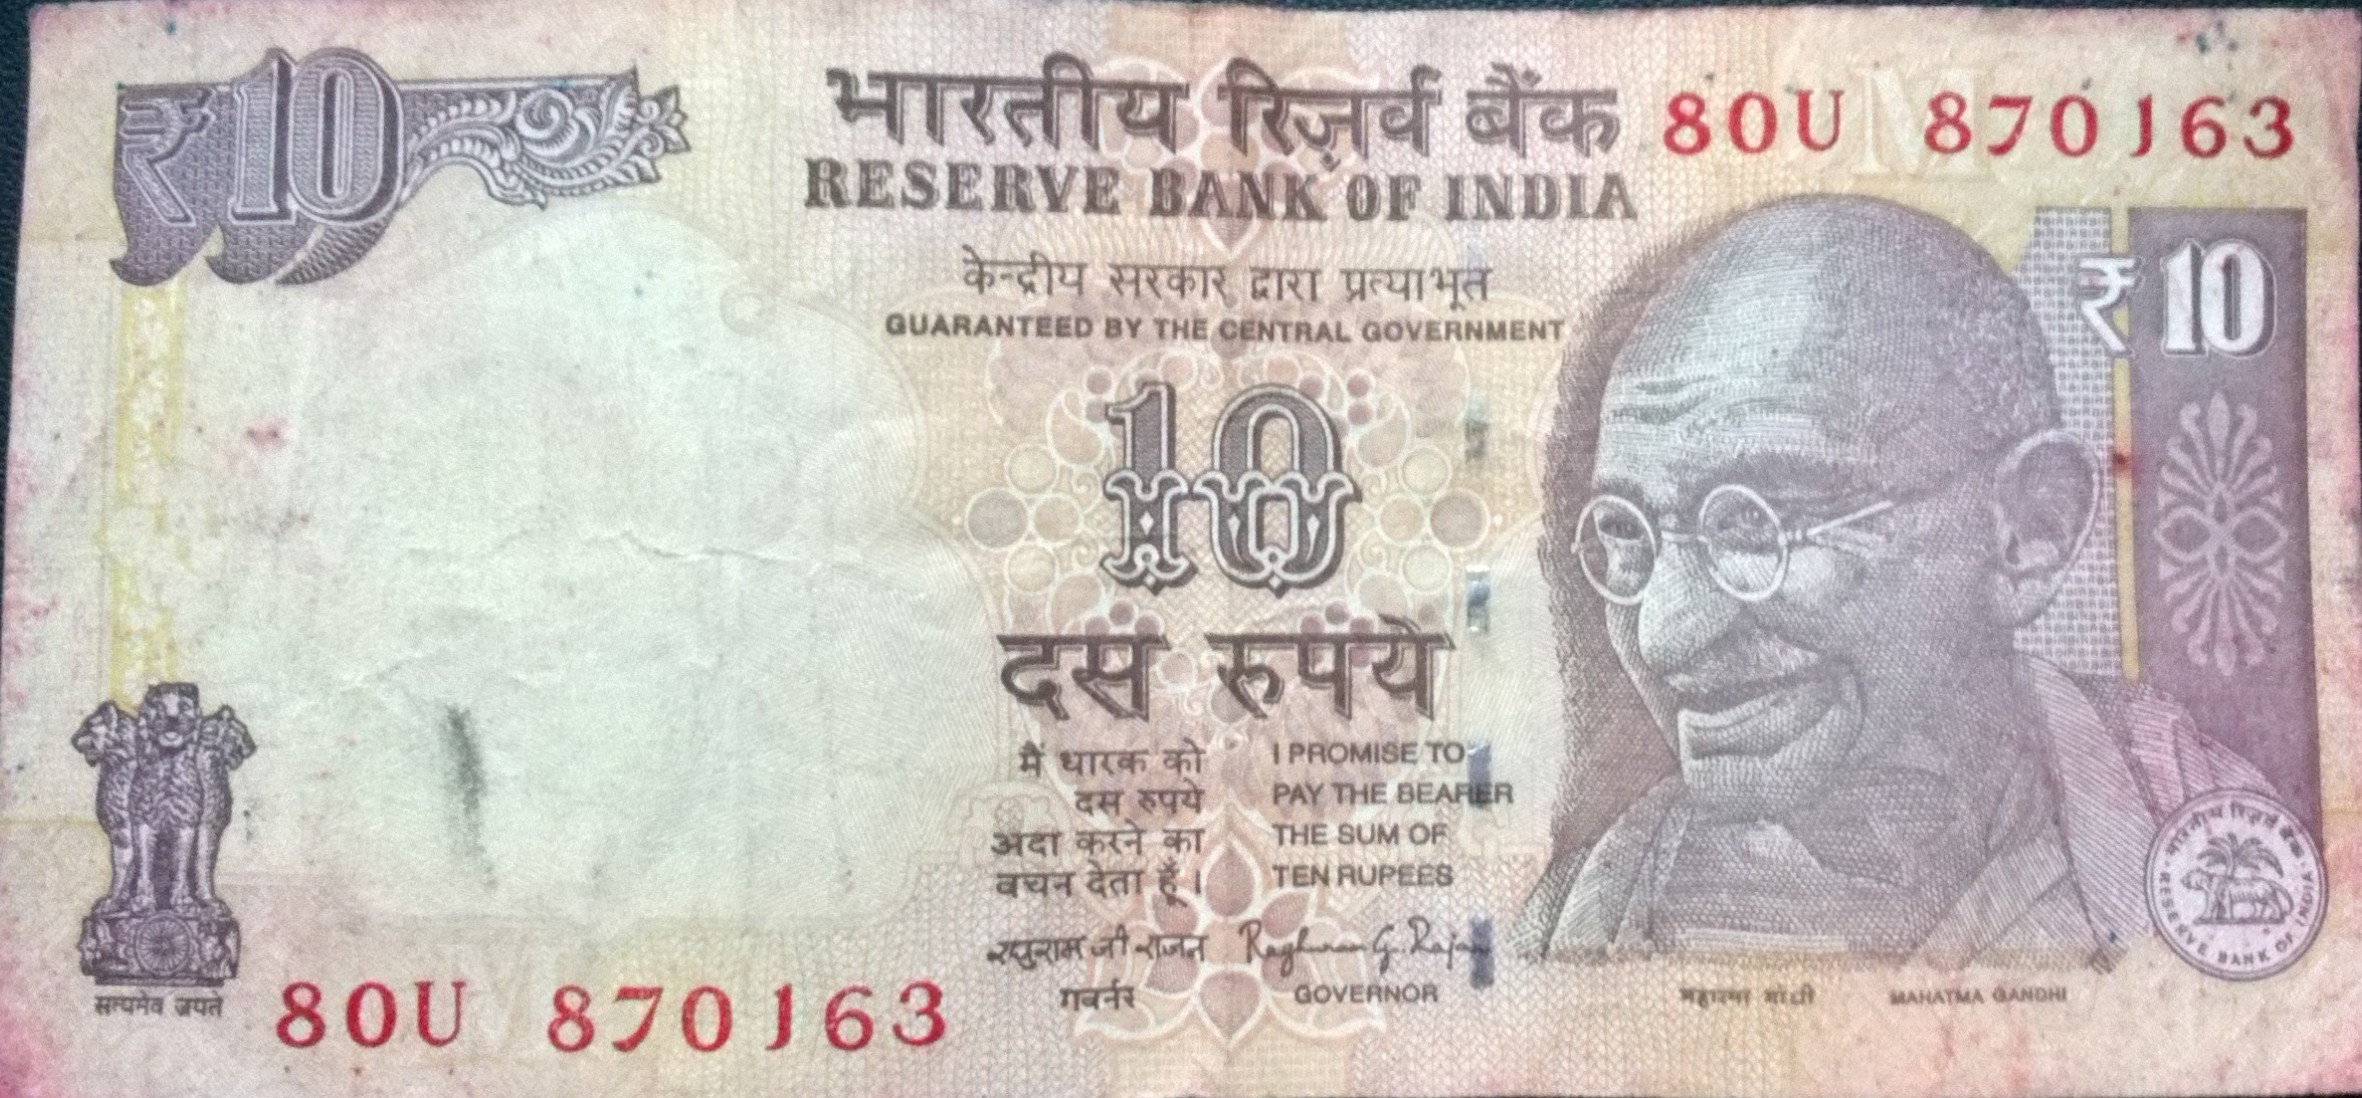 ₹10
भारतीय रिज़र्व बैंक
80U 870163
RESERVE BANK OF INDIA
केन्द्रीय सरकार द्वारा प्रत्याभूत
GUARANTEED BY THE CENTRAL GOVERNMENT
₹10
10
दस रुपये
मैं धारक को
दस रुपये
अदा करने का
वचन देता हूँ।
I PROMISE TO
PAY THE BEARER
THE SUM OF
TEN RUPEES
रघुराम जी राजन
Raghuram G. Rajan
गवर्नर
GOVERNOR
सत्यमेव जयते
80U 870163
महात्मा गांधी
MAHATMA GANDHI
भारतीय रिज़र्व बैंक
RESERVE BANK OF INDIA